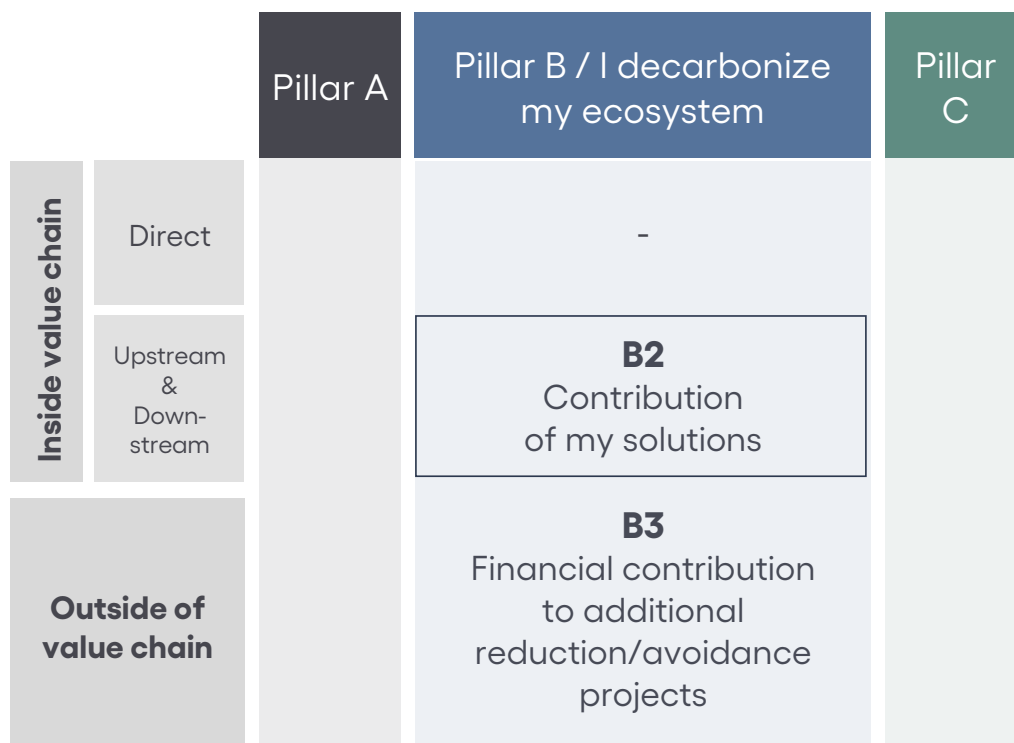 Pillar A
Pillar B / I decarbonize
my ecosystem
Pillar
C
Inside value chain
Direct
-
Upstream
&
Down-
stream
B2
Contribution
of my solutions
Outside of
value chain
B3
Financial contribution
to additional
reduction/avoidance
projects